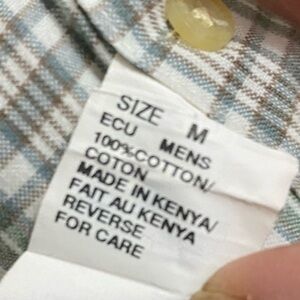 SIZE M
ECU MENS
100%COTTON/
COTON
MADE IN KENYA/
FAIT AU KENYA
REVERSE
FOR CARE